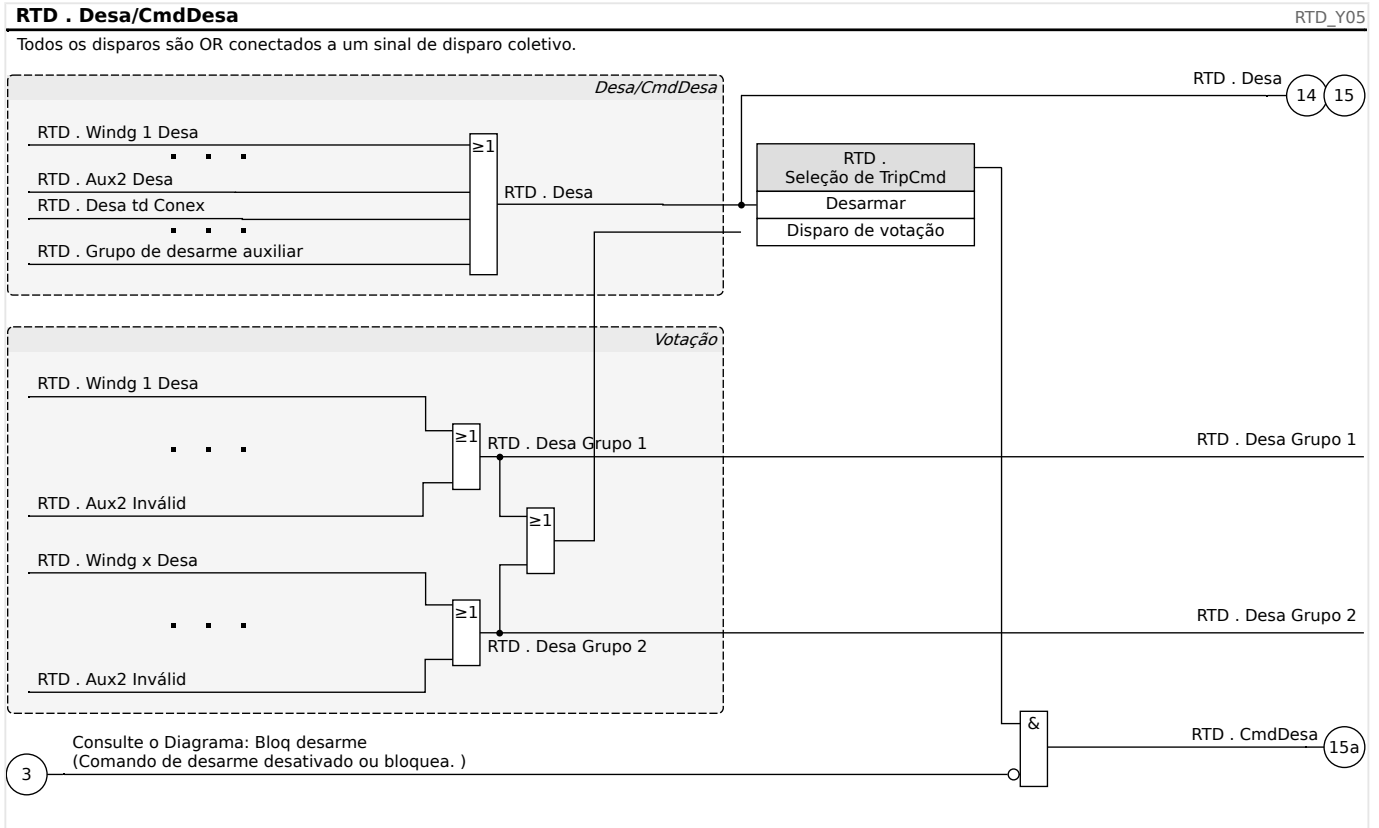 RTD . Desa/CmdDesa
RTD_Y05
Todos os disparos são OR conectados a um sinal de disparo coletivo.
Desa/CmdDesa
RTD . Desa
14
15
RTD . Windg 1 Desa
≥1
RTD . Aux2 Desa
RTD . Desa td Conex
RTD . Grupo de desarme auxiliar
RTD . Desa
RTD .
Seleção de TripCmd
Desarmar
Disparo de votação
Votação
RTD . Windg 1 Desa
≥1
RTD . Desa Grupo 1
RTD . Desa Grupo 1
RTD . Aux2 Inválid
≥1
RTD . Windg x Desa
≥1
RTD . Desa Grupo 2
RTD . Desa Grupo 2
RTD . Aux2 Inválid
&
RTD . CmdDesa
15a
3
Consulte o Diagrama: Bloq desarme
(Comando de desarme desativado ou bloquea. )